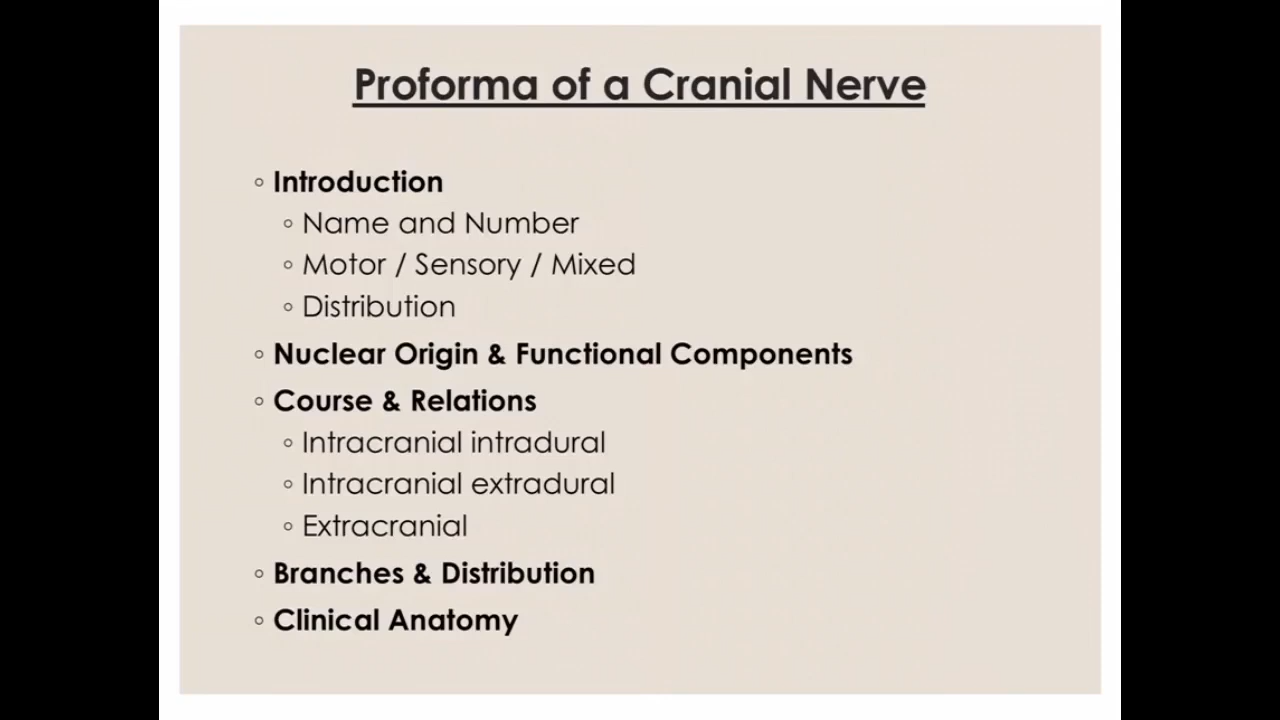 Proforma of a Cranial Nerve
◦ Introduction
◦ Name and Number
◦ Motor / Sensory / Mixed
◦ Distribution
◦ Nuclear Origin & Functional Components
◦ Course & Relations
◦ Intracranial intradural
◦ Intracranial extradural
◦ Extracranial
◦ Branches & Distribution
◦ Clinical Anatomy